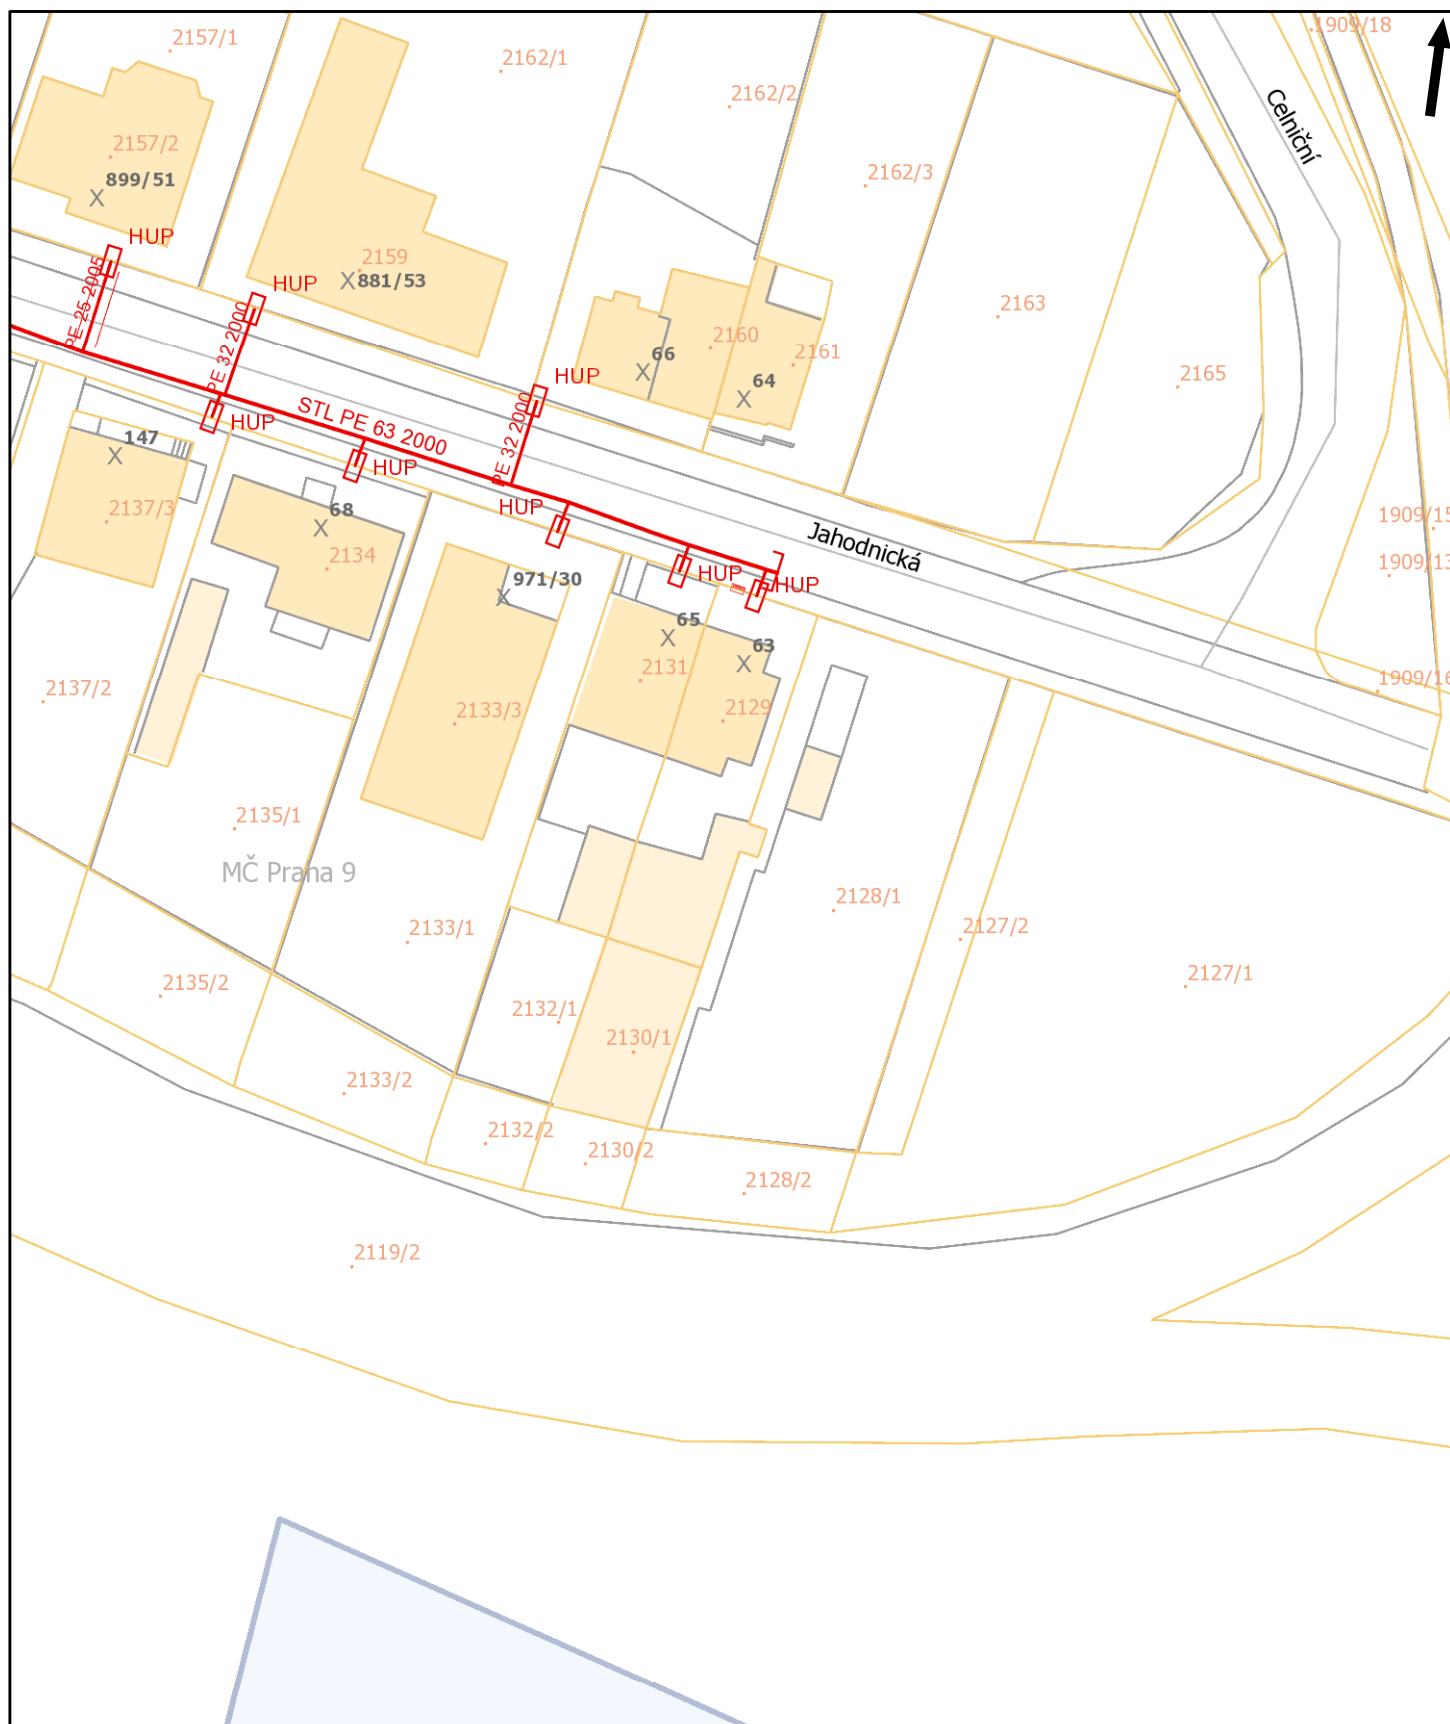 1909/18
2157/1
2162/1
2162/2
Celniční
2157/2
899/51
2162/3
HUP
2159
881/53
HUP
PE 25 2005
2163
PE 32 2000
2160
66
2161
64
2165
HUP
STL PE 63 2000
HUP
147
HUP
PE 32 2000
2137/3
68
HUP
1909/15
Jahodnická
2134
1909/13
971/30
HUP
HUP
65
63
2131
2137/2
1909/16
2133/3
2129
2135/1
MČ Praha 9
2128/1
2133/1
2127/2
2127/1
2135/2
2132/1
2130/1
2133/2
2132/2
2130/2
2128/2
2119/2